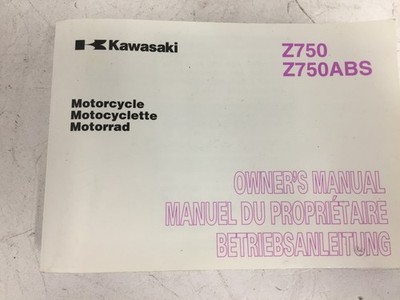 Kawasaki
Z750
Z750ABS
Motorcycle
Motocyclette
Motorrad
OWNER'S MANUAL
MANUEL DU PROPRIÉTAIRE
BETRIEBSANLEITUNG